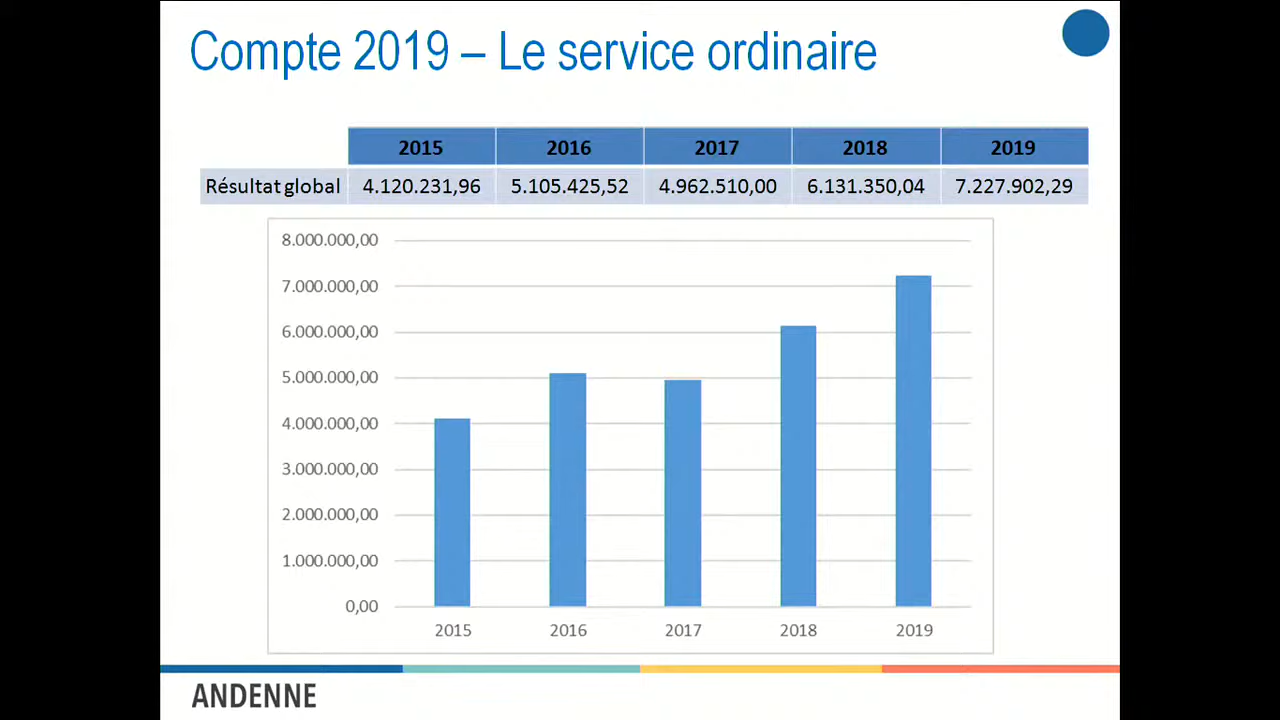 Compte 2019 – Le service ordinaire
2015 2016 2017 2018 2019
Résultat global 4.120.231,96 5.105.425,52 4.962.510,00 6.131.350,04 7.227.902,29
8.000.000,00
7.000.000,00
6.000.000,00
5.000.000,00
4.000.000,00
3.000.000,00
2.000.000,00
1.000.000,00
0,00
2015 2016 2017 2018 2019
ANDENNE